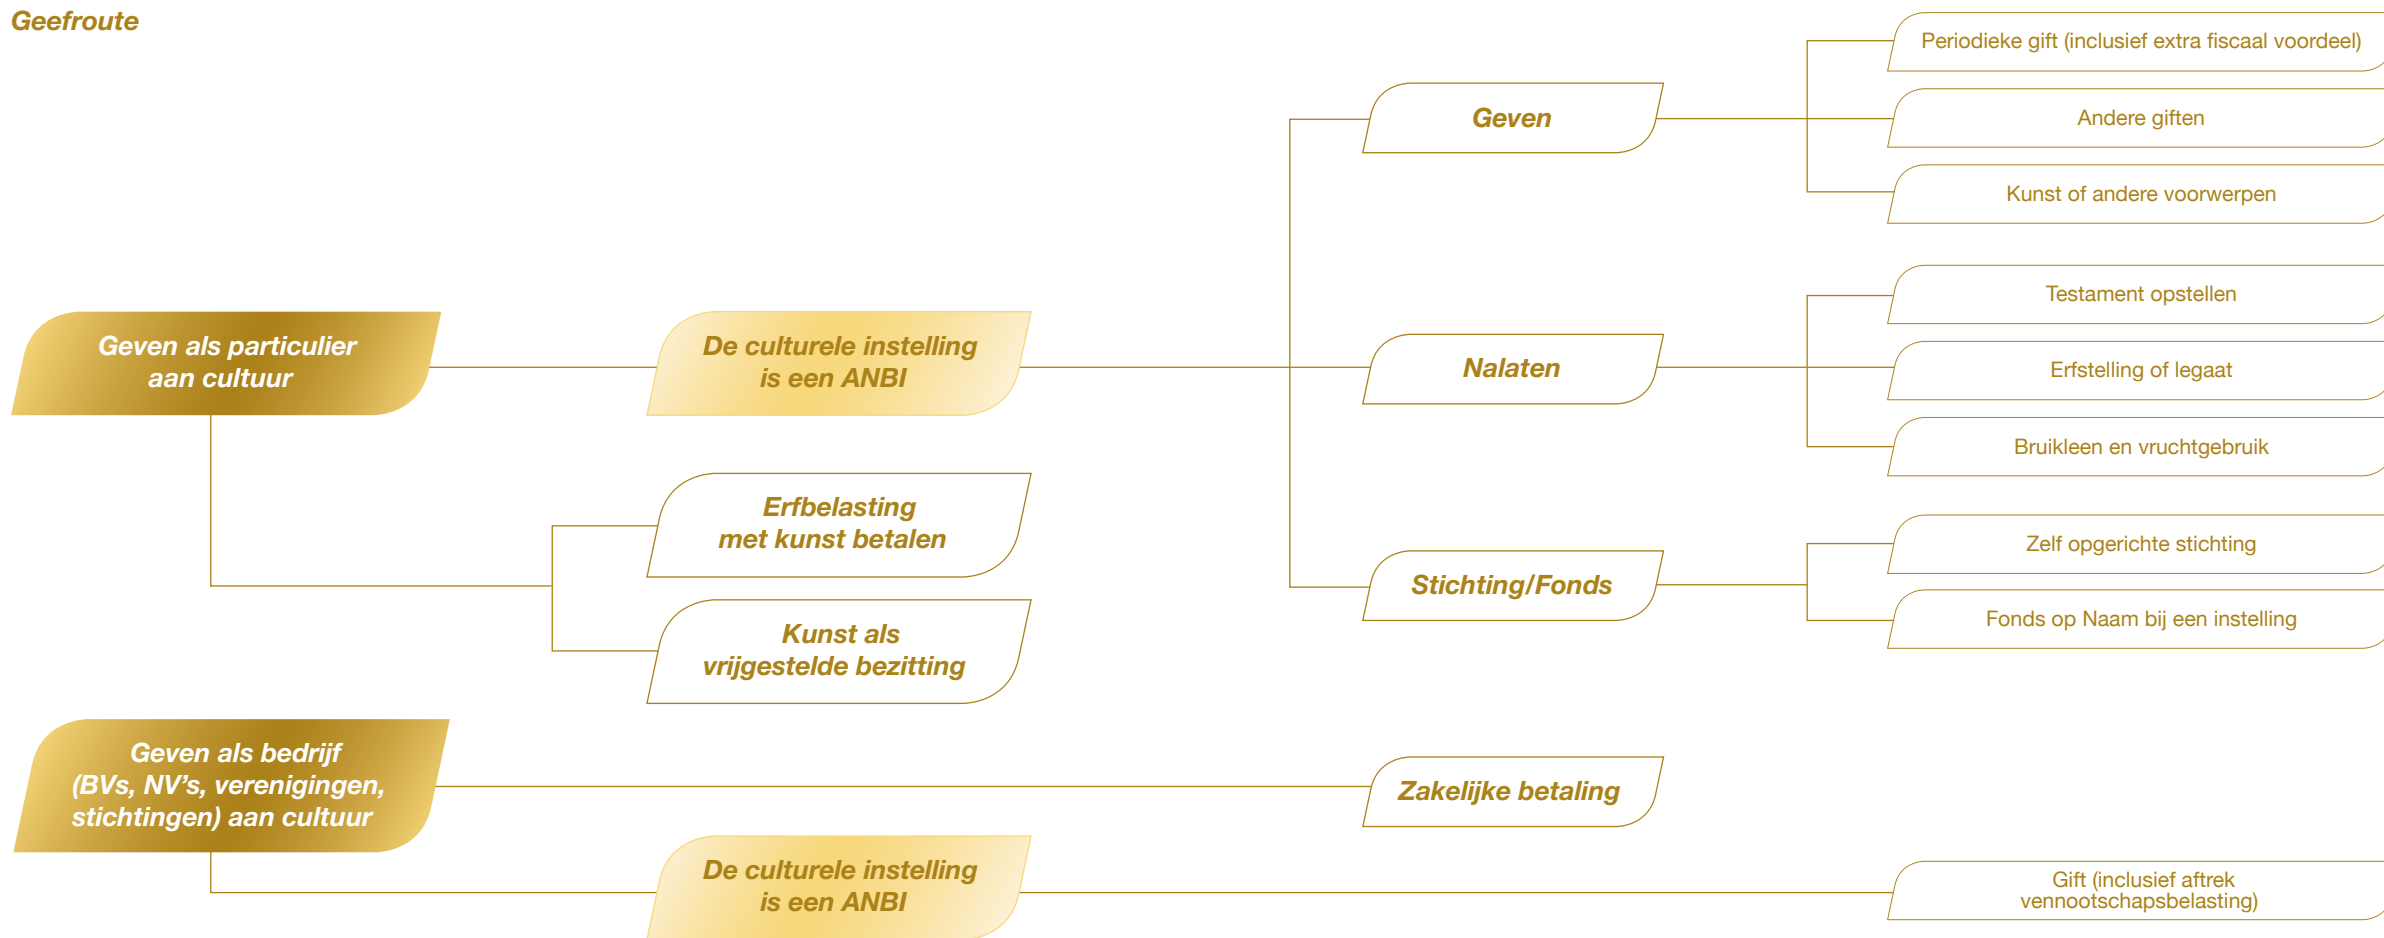 Geefroute
Periodieke gift (inclusief extra fiscaal voordeel)
Geven
Andere giften
Kunst of andere voorwerpen
Testament opstellen
Geven als particulier
aan cultuur
De culturele instelling
is een ANBI
Nalaten
Erfstelling of legaat
Bruikleen en vruchtgebruik
Erfbelasting
met kunst betalen
Zelf opgerichte stichting
Stichting/Fonds
Fonds op Naam bij een instelling
Kunst als
vrijgestelde bezitting
Geven als bedrijf
(BVs, NV's, verenigingen,
stichtingen) aan cultuur
Zakelijke betaling
De culturele instelling
is een ANBI
Gift (inclusief aftrek
vennootschapsbelasting)